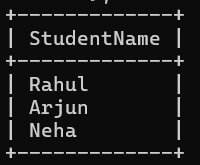 +-------------+
| StudentName |
+-------------+
| Rahul       |
| Arjun       |
| Neha        |
+-------------+